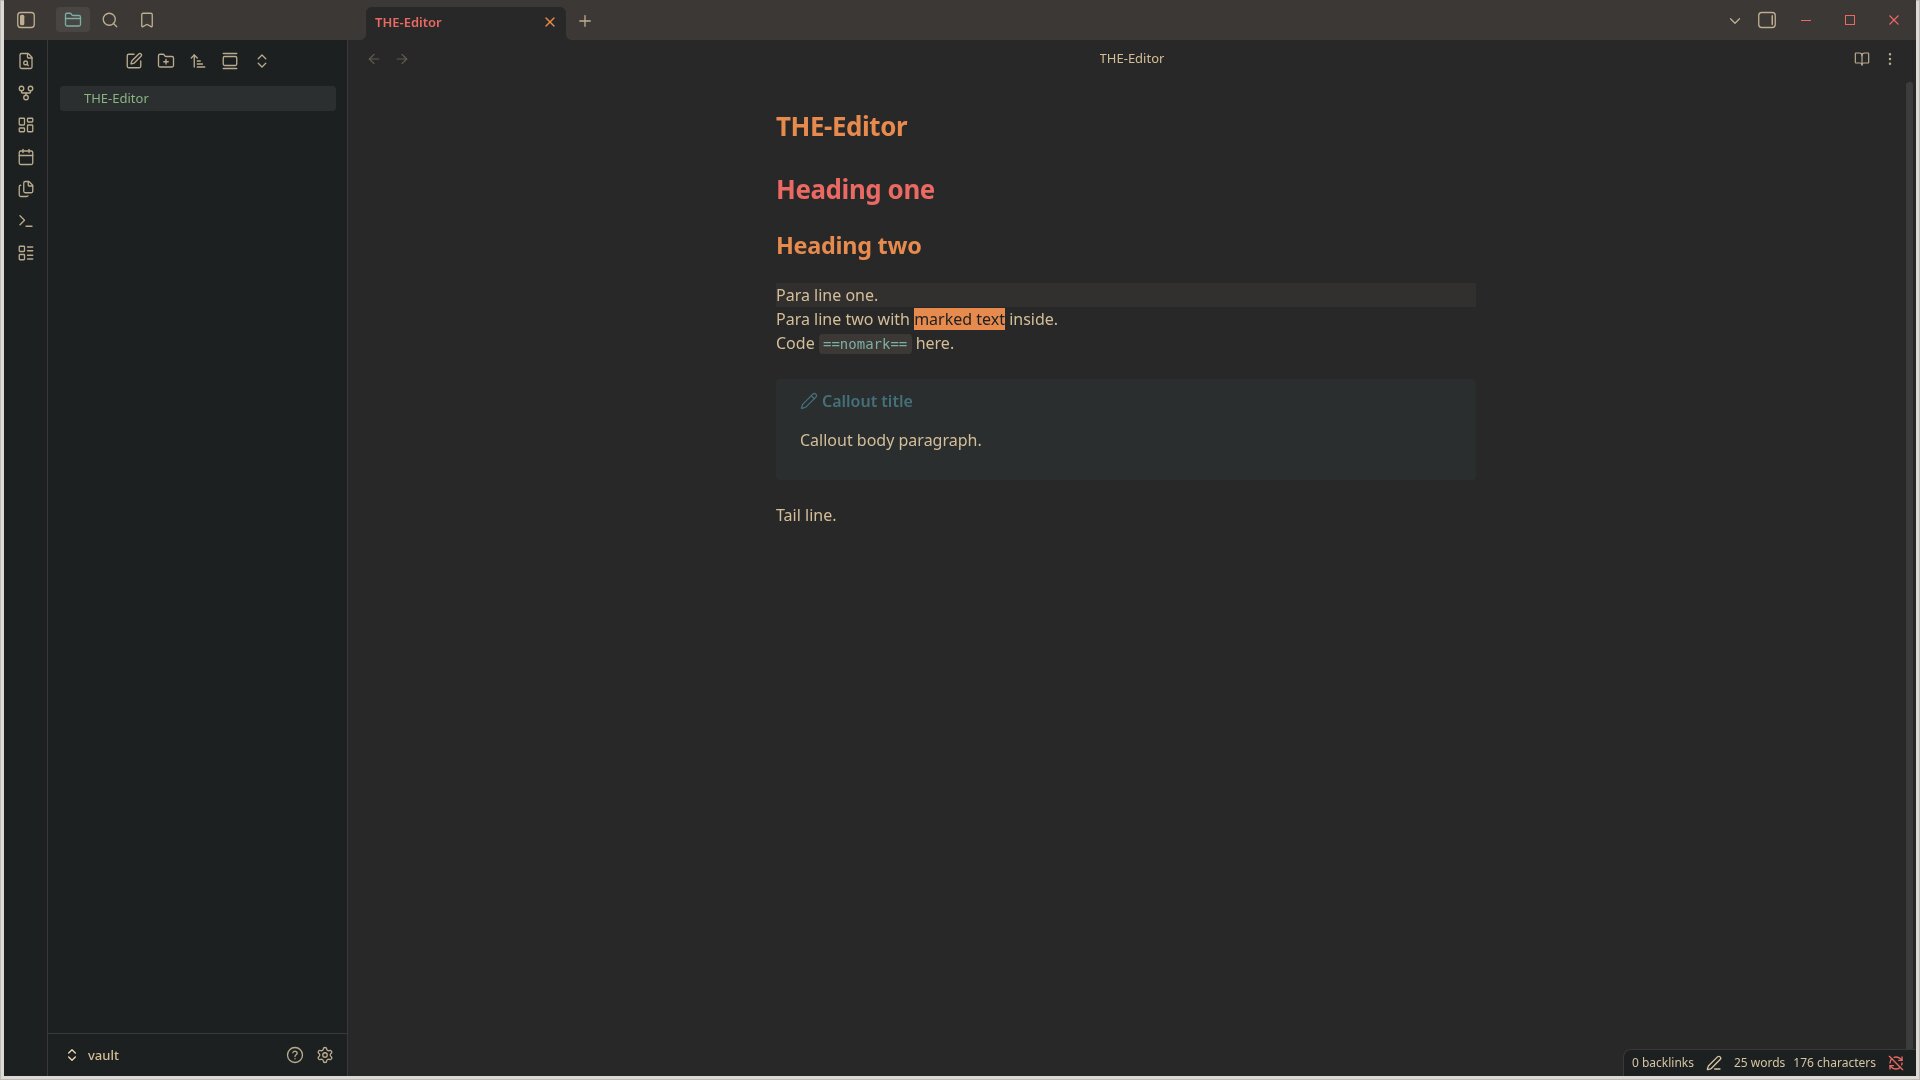 THE-Editor
THE-Editor
THE-Editor
THE-Editor
Heading one
Heading two
Para line one.
Para line two with marked text inside.
Code ==nomark== here.
Callout title
Callout body paragraph.
Tail line.
vault
0 backlinks 25 words 176 characters